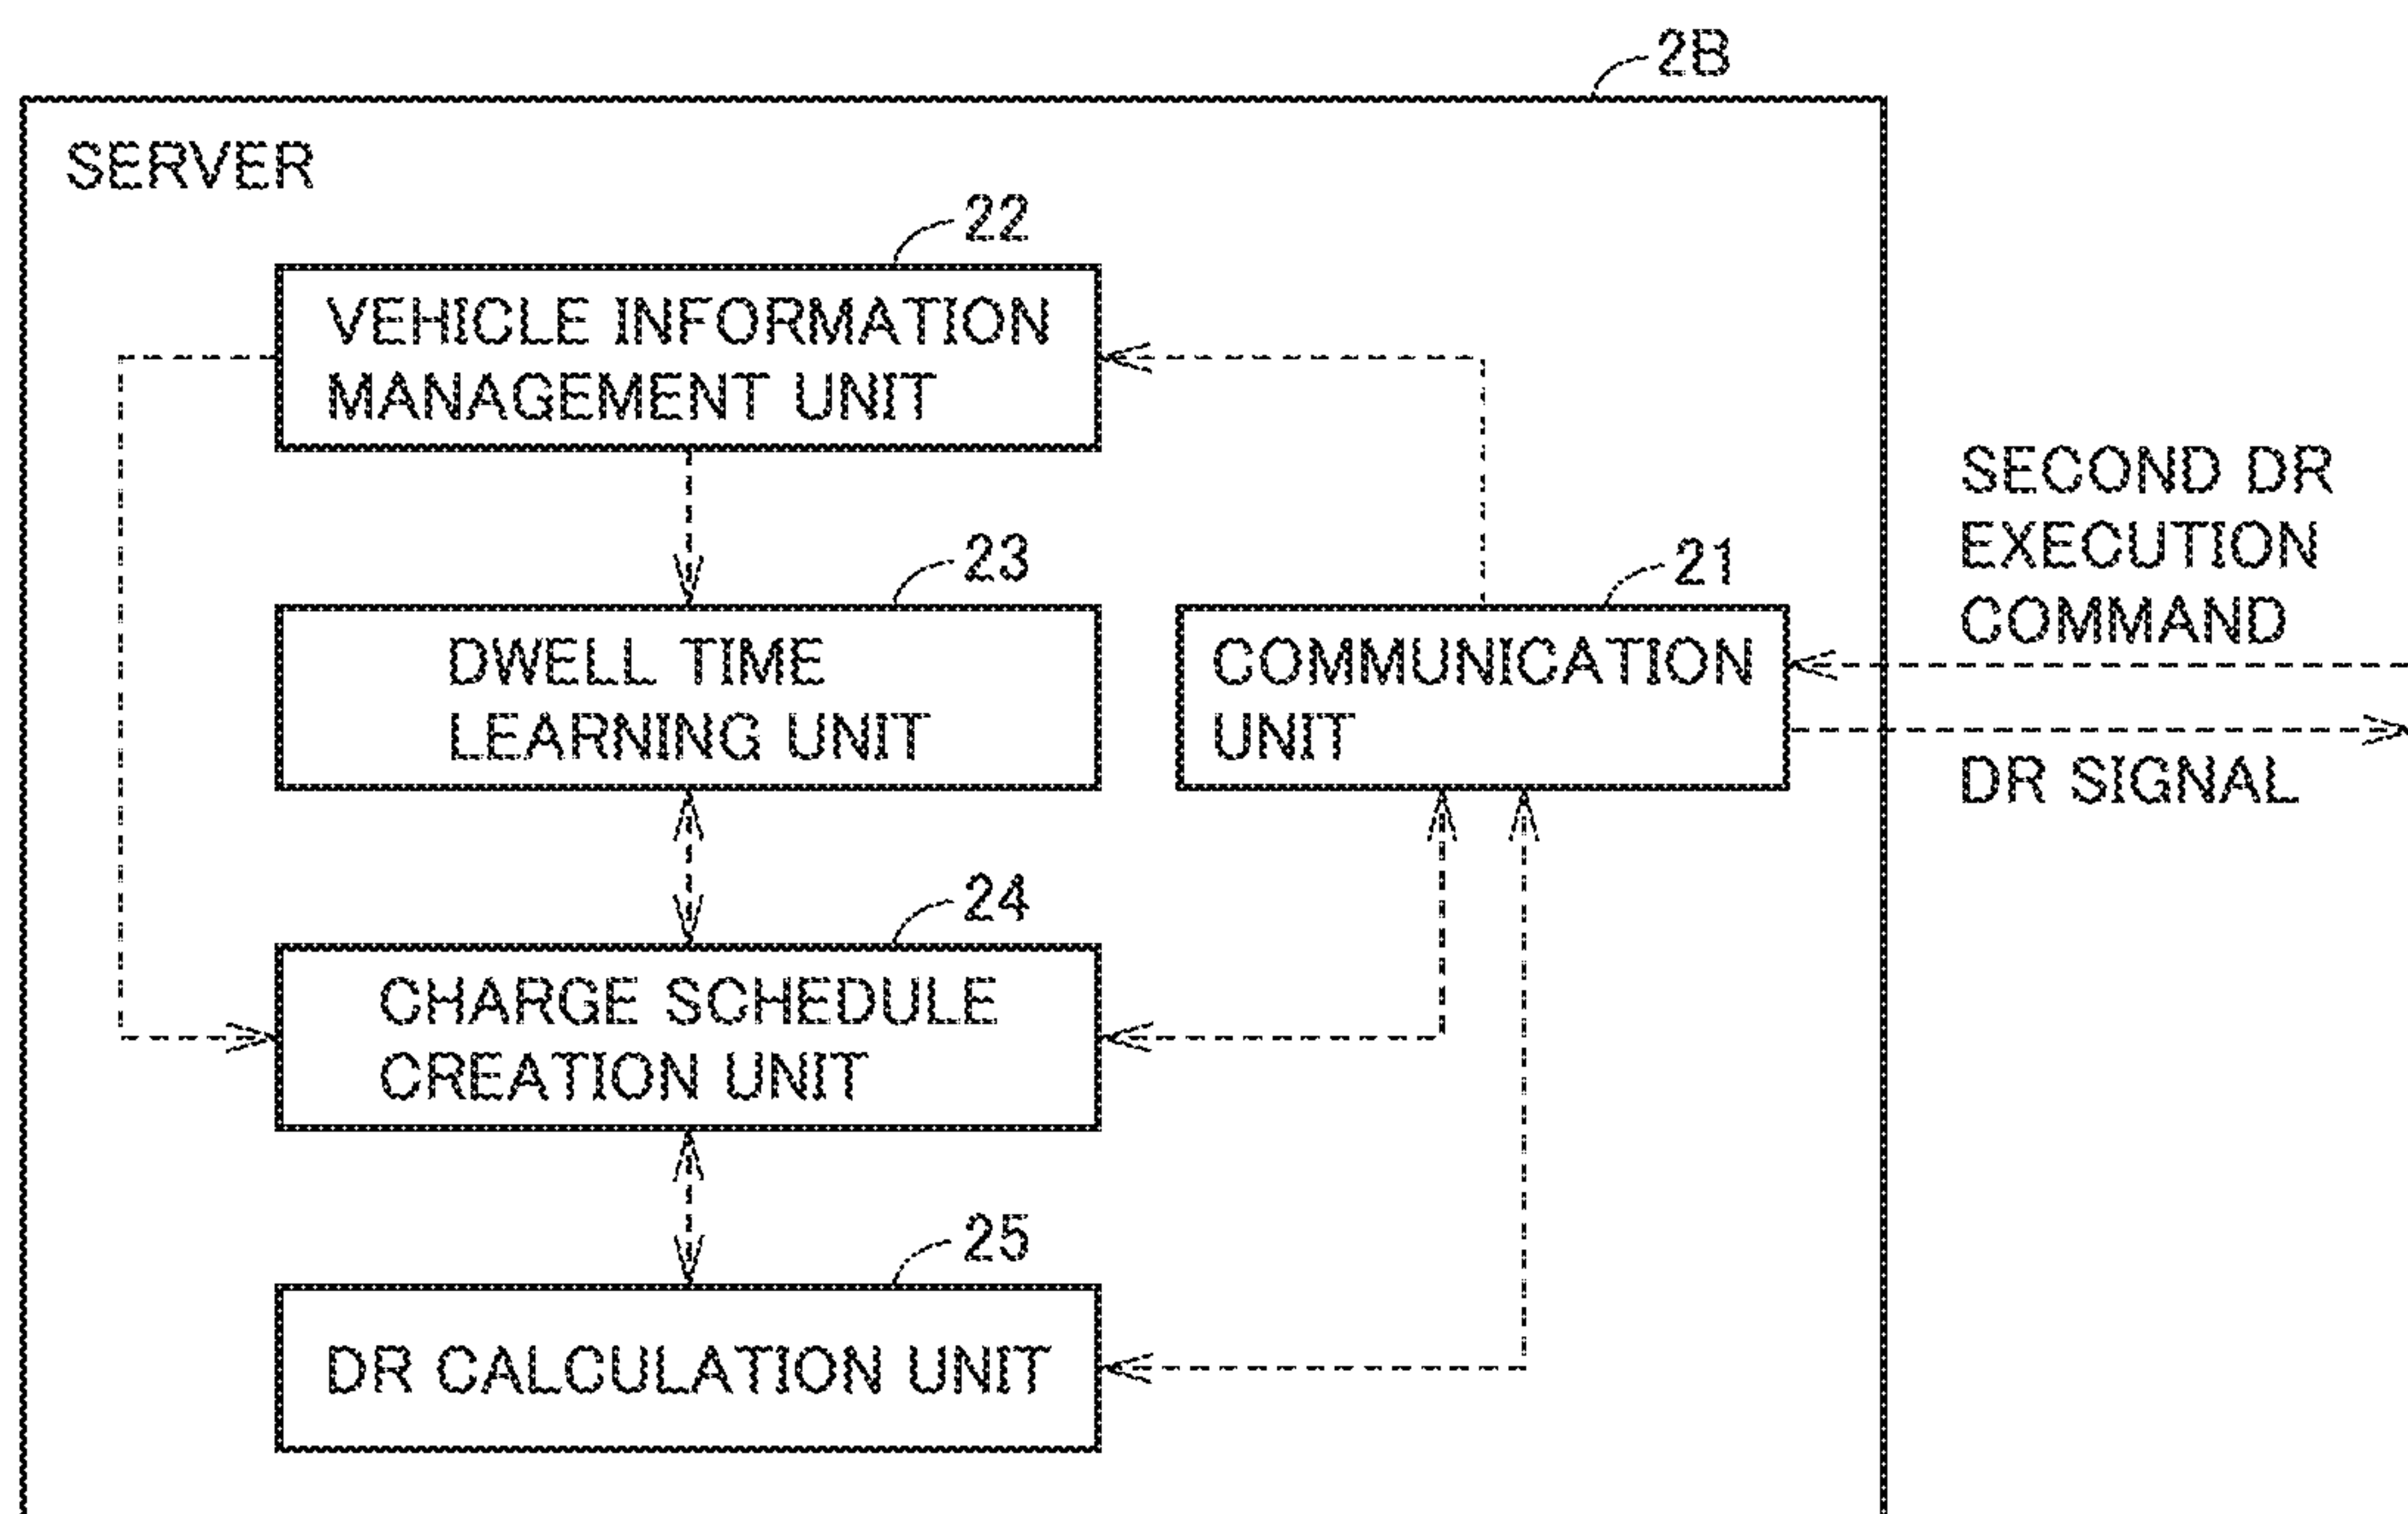 2B
SERVER
22
VEHICLE INFORMATION
MANAGEMENT UNIT
23
DWELL TIME
LEARNING UNIT
21
COMMUNICATION
UNIT
SECOND DR
EXECUTION
COMMAND
DR SIGNAL
24
CHARGE SCHEDULE
CREATION UNIT
25
DR CALCULATION UNIT